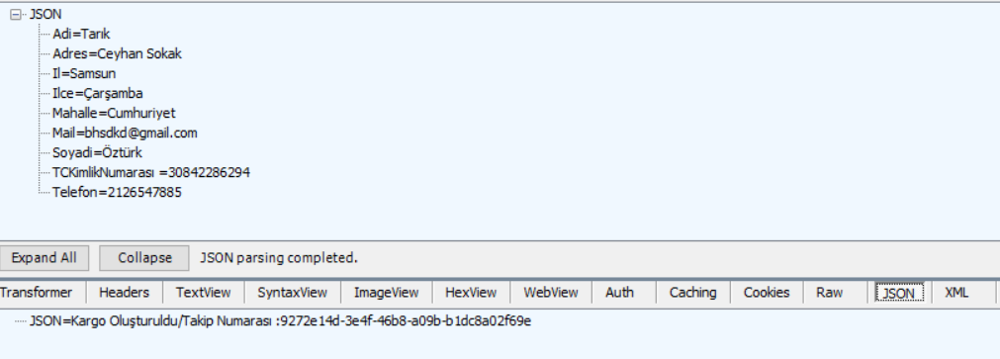 JSON
Adi=Tarık
Adres=Ceyhan Sokak
Il=Samsun
Ilce=Çarşamba
Mahalle=Cumhuriyet
Mail=bhsdkd@gmail.com
Soyadi=Öztürk
TCKimlikNumarası =30842286294
Telefon=2126547885
Expand All Collapse JSON parsing completed.
Transformer Headers TextView SyntaxView ImageView HexView WebView Auth Caching Cookies Raw JSON XML
JSON=Kargo Oluşturuldu/Takip Numarası :9272e14d-3e4f-46b8-a09b-b1dc8a02f69e